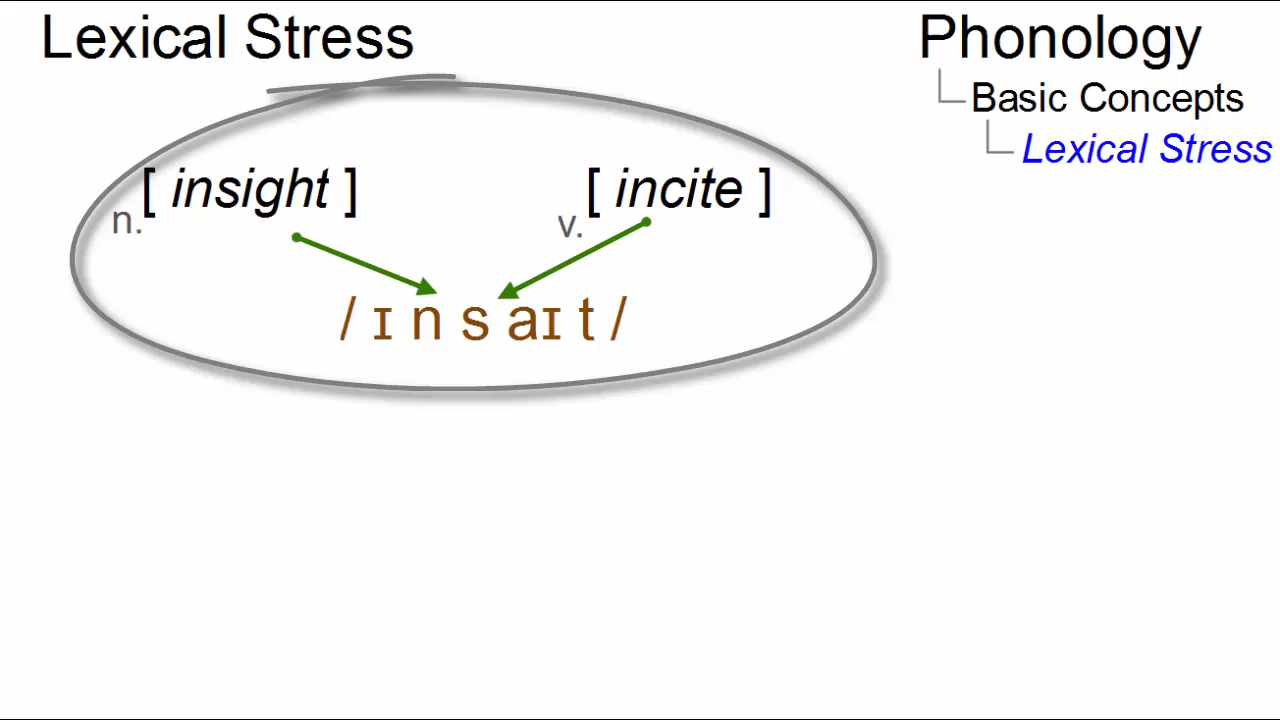 Lexical Stress
Phonology
Basic Concepts
Lexical Stress
n. [ insight ]
v. [ incite ]
/ ɪ n s aɪ t /